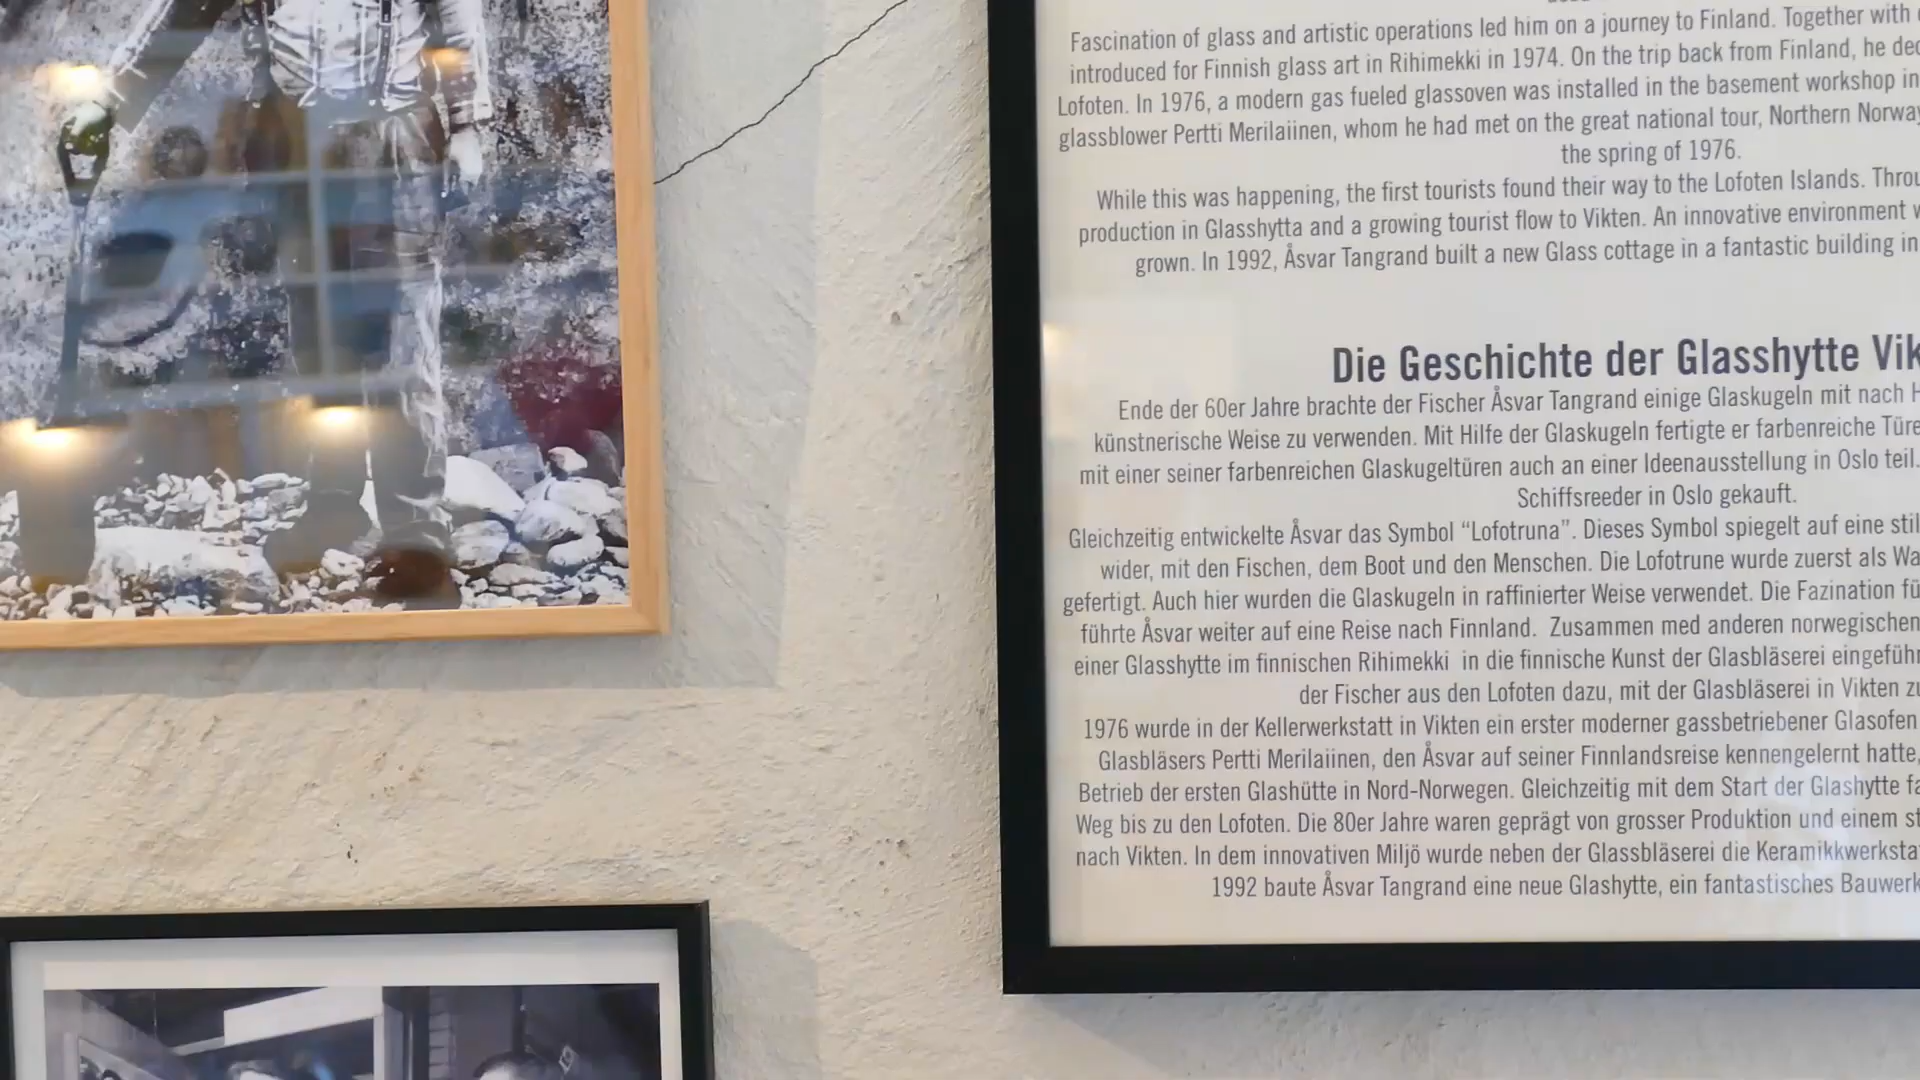 Fascination of glass and artistic operations led him on a journey to Finland. Together with
introduced for Finnish glass art in Rihimekki in 1974. On the trip back from Finland, he dec
Lofoten. In 1976, a modern gas fueled glassoven was installed in the basement workshop in
glassblower Pertti Merilaiinen, whom he had met on the great national tour, Northern Norway
the spring of 1976.
While this was happening, the first tourists found their way to the Lofoten Islands. Throu
production in Glasshytta and a growing tourist flow to Vikten. An innovative environment w
grown. In 1992, Åsvar Tangrand built a new Glass cottage in a fantastic building in
Die Geschichte der Glasshytte Vik
Ende der 60er Jahre brachte der Fischer Åsvar Tangrand einige Glaskugeln mit nach H
künstnerische Weise zu verwenden. Mit Hilfe der Glaskugeln fertigte er farbenreiche Türe
mit einer seiner farbenreichen Glaskugeltüren auch an einer Ideenausstellung in Oslo teil.
Schiffsreeder in Oslo gekauft.
Gleichzeitig entwickelte Åsvar das Symbol “Lofotruna”. Dieses Symbol spiegelt auf eine stil
wider, mit den Fischen, dem Boot und den Menschen. Die Lofotrune wurde zuerst als Wa
gefertigt. Auch hier wurden die Glaskugeln in raffinierter Weise verwendet. Die Fazination fü
führte Åsvar weiter auf eine Reise nach Finnland. Zusammen med anderen norwegischen
einer Glasshytte im finnischen Rihimekki in die finnische Kunst der Glasbläserei eingeführ
der Fischer aus den Lofoten dazu, mit der Glasbläserei in Vikten zu
1976 wurde in der Kellerwerkstatt in Vikten ein erster moderner gassbetriebener Glasofen
Glasbläsers Pertti Merilaiinen, den Åsvar auf seiner Finnlandsreise kennengelernt hatte,
Betrieb der ersten Glashütte in Nord-Norwegen. Gleichzeitig mit dem Start der Glashytte fa
Weg bis zu den Lofoten. Die 80er Jahre waren geprägt von grosser Produktion und einem st
nach Vikten. In dem innovativen Miljö wurde neben der Glassbläserei die Keramikkwerksta
1992 baute Åsvar Tangrand eine neue Glashytte, ein fantastisches Bauwerk